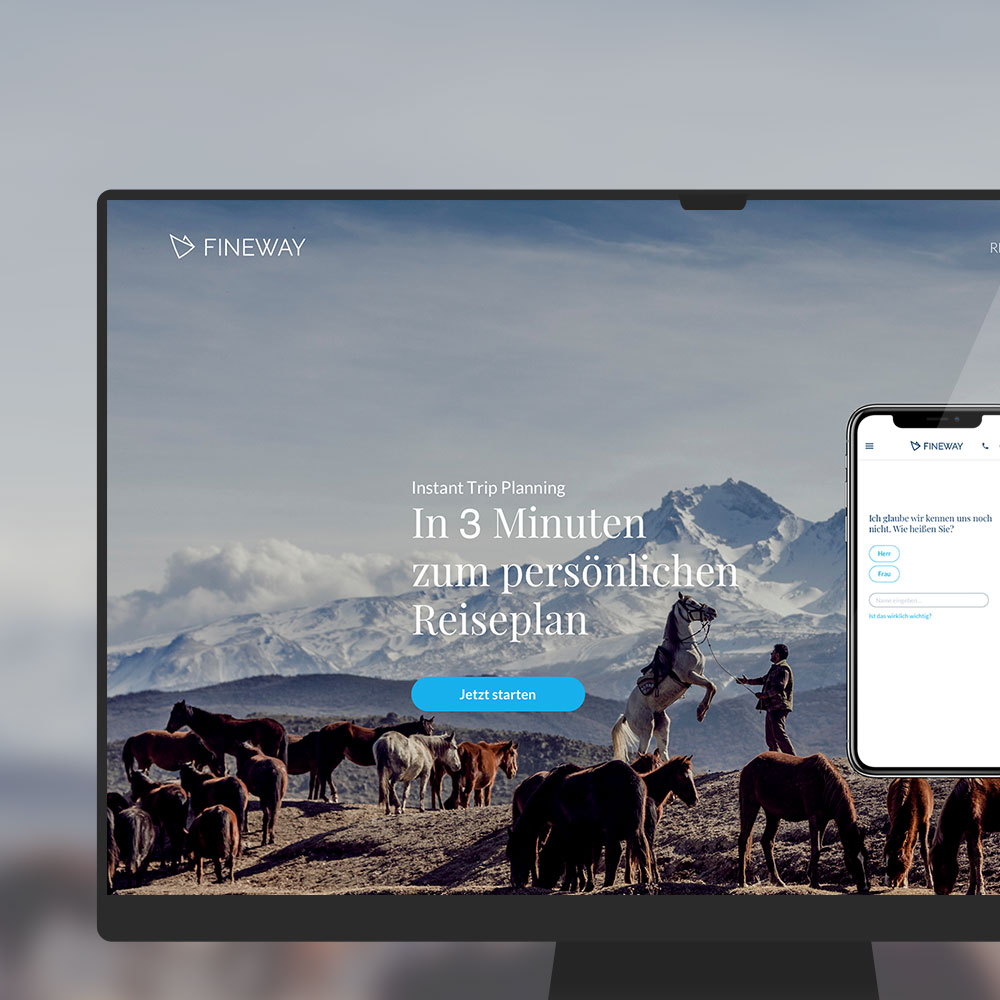 FINEWAY
Instant Trip Planning
In 3 Minuten
zum persönlichen
Reiseplan
Jetzt starten
FINEWAY
Ich glaube wir kennen uns noch
nicht. Wie heißen Sie?
Herr
Frau
Name eingeben...
Ist das wirklich wichtig?